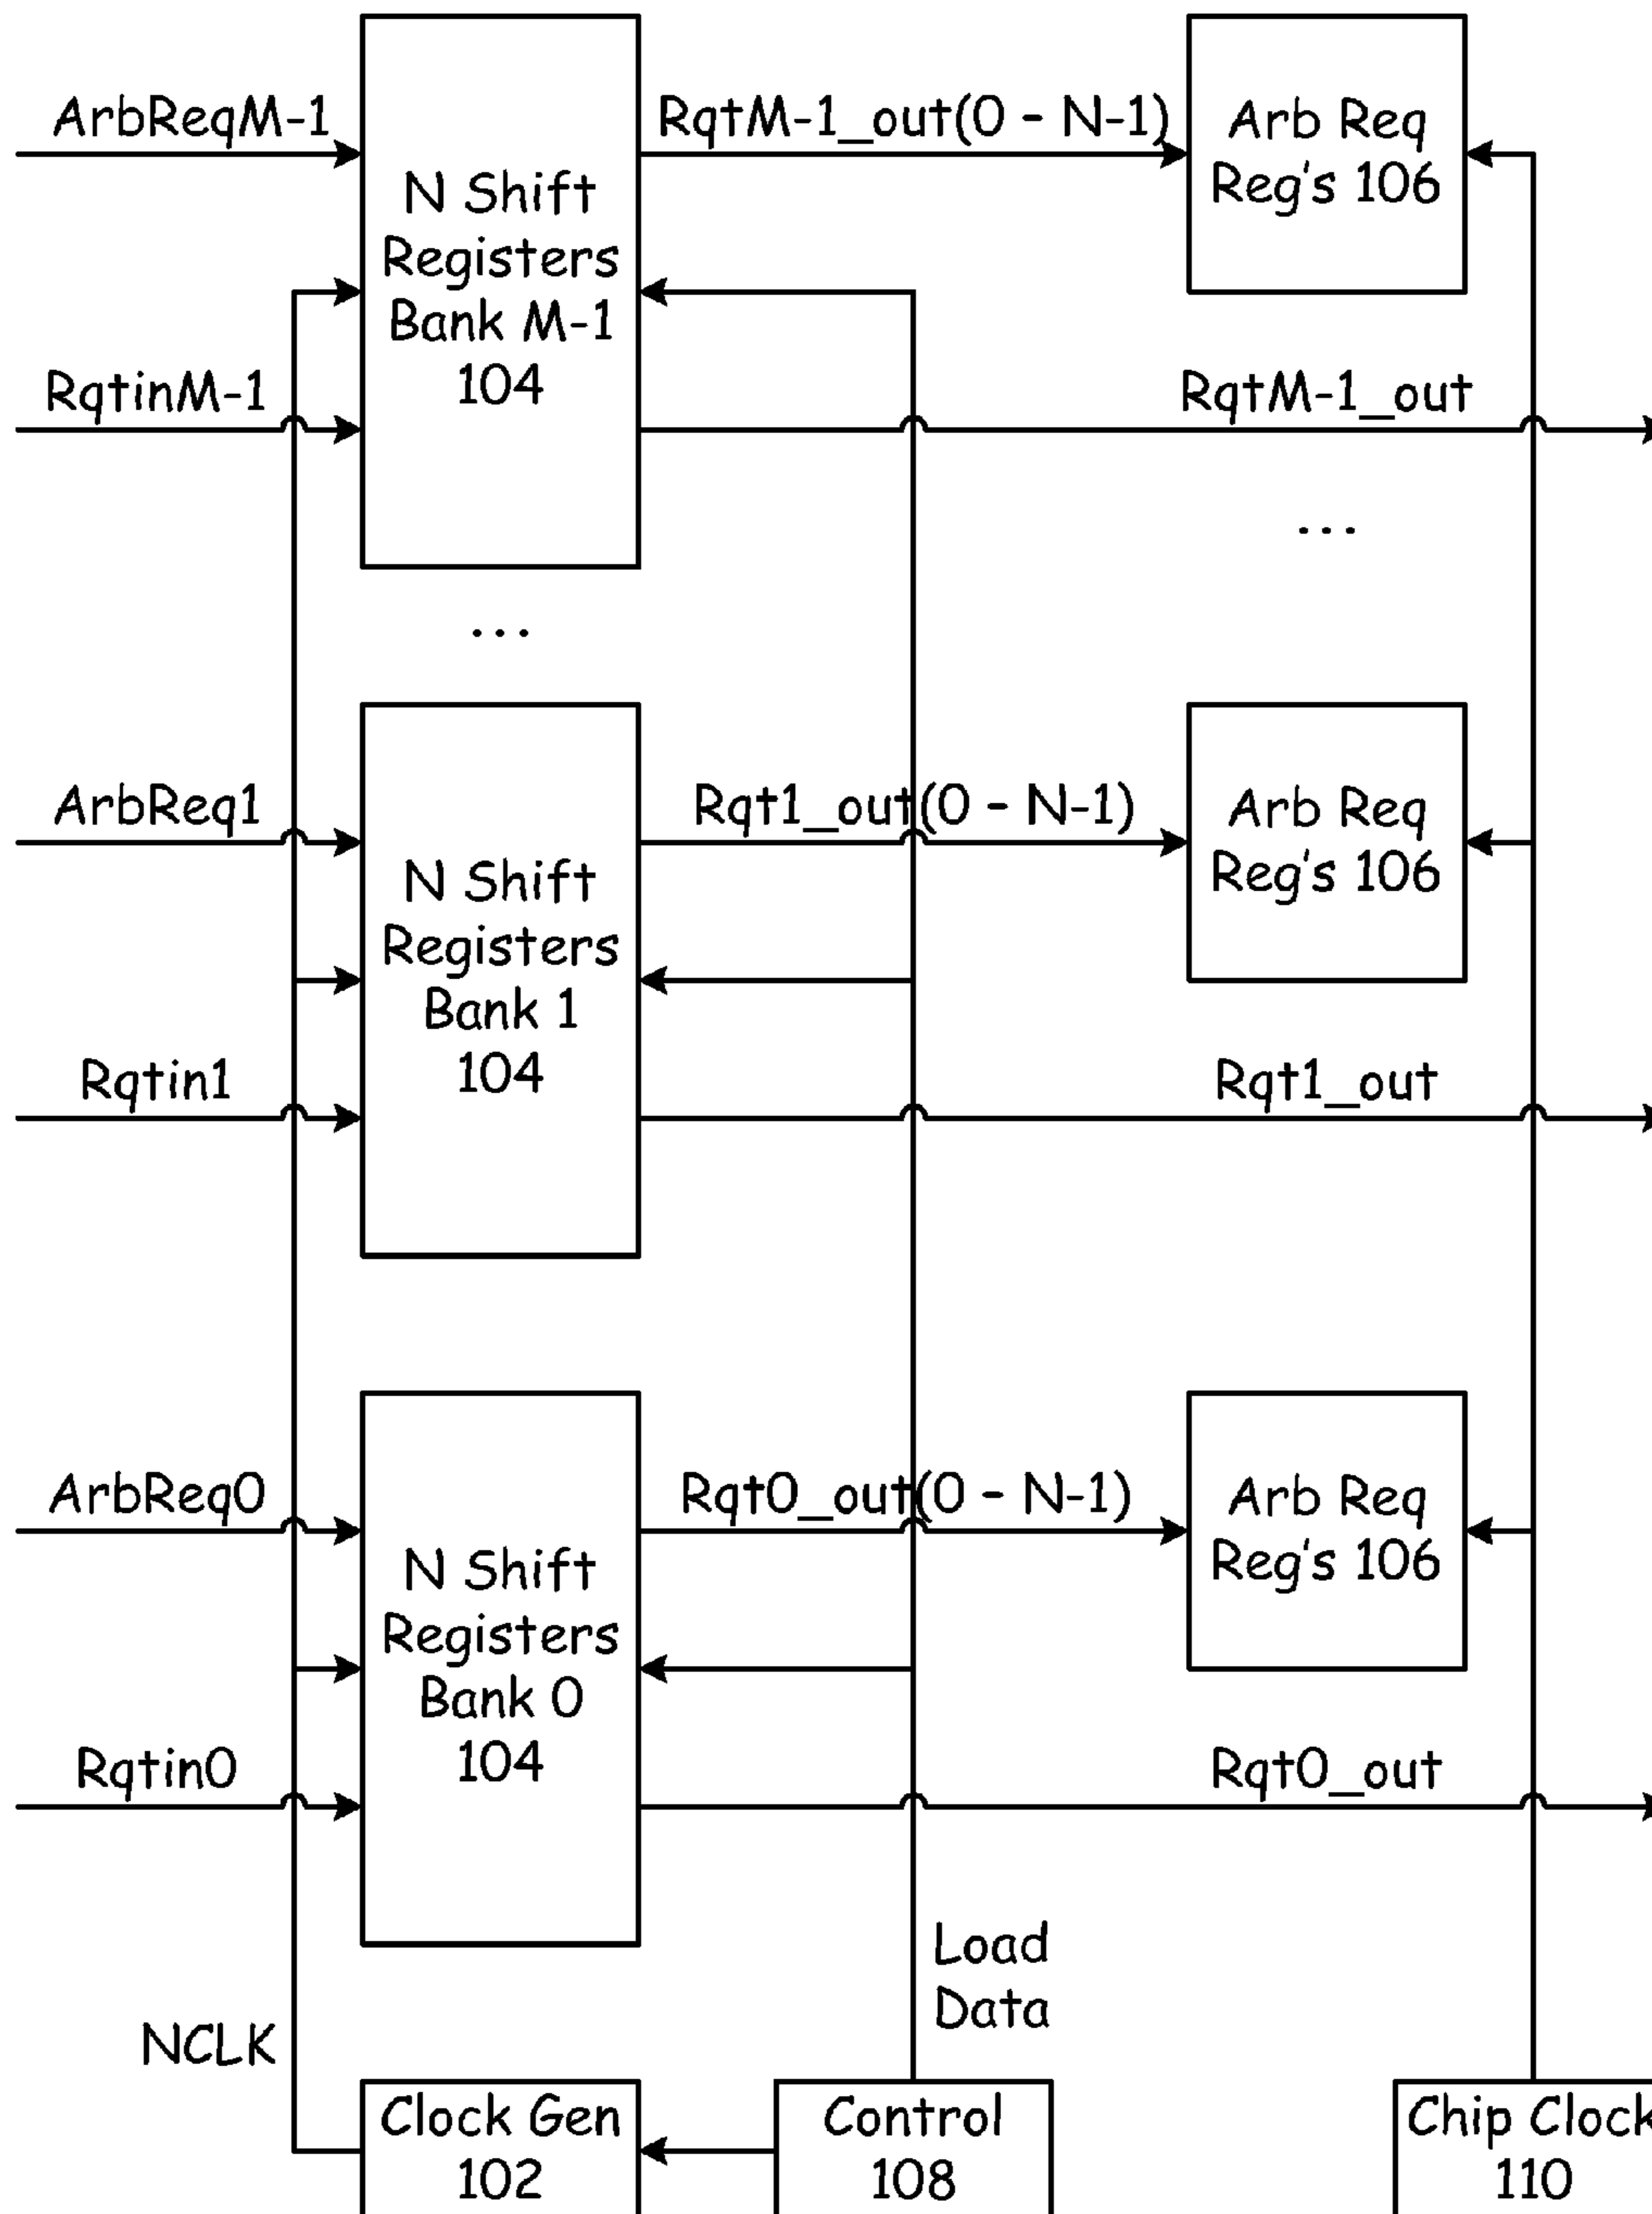 ArbReqM-1
RqtM-1_out(0 - N-1)
Arb Req
Reg's 106
N Shift
Registers
Bank M-1
104
RqtinM-1
RqtM-1_out
...
...
ArbReq1
Rqt1_out(0 - N-1)
Arb Req
Reg's 106
N Shift
Registers
Bank 1
104
Rqtin1
Rqt1_out
ArbReq0
Rqt0_out(0 - N-1)
Arb Req
Reg's 106
N Shift
Registers
Bank 0
104
Rqtin0
Rqt0_out
Load
Data
NCLK
Clock Gen
102
Control
108
Chip Clock
110